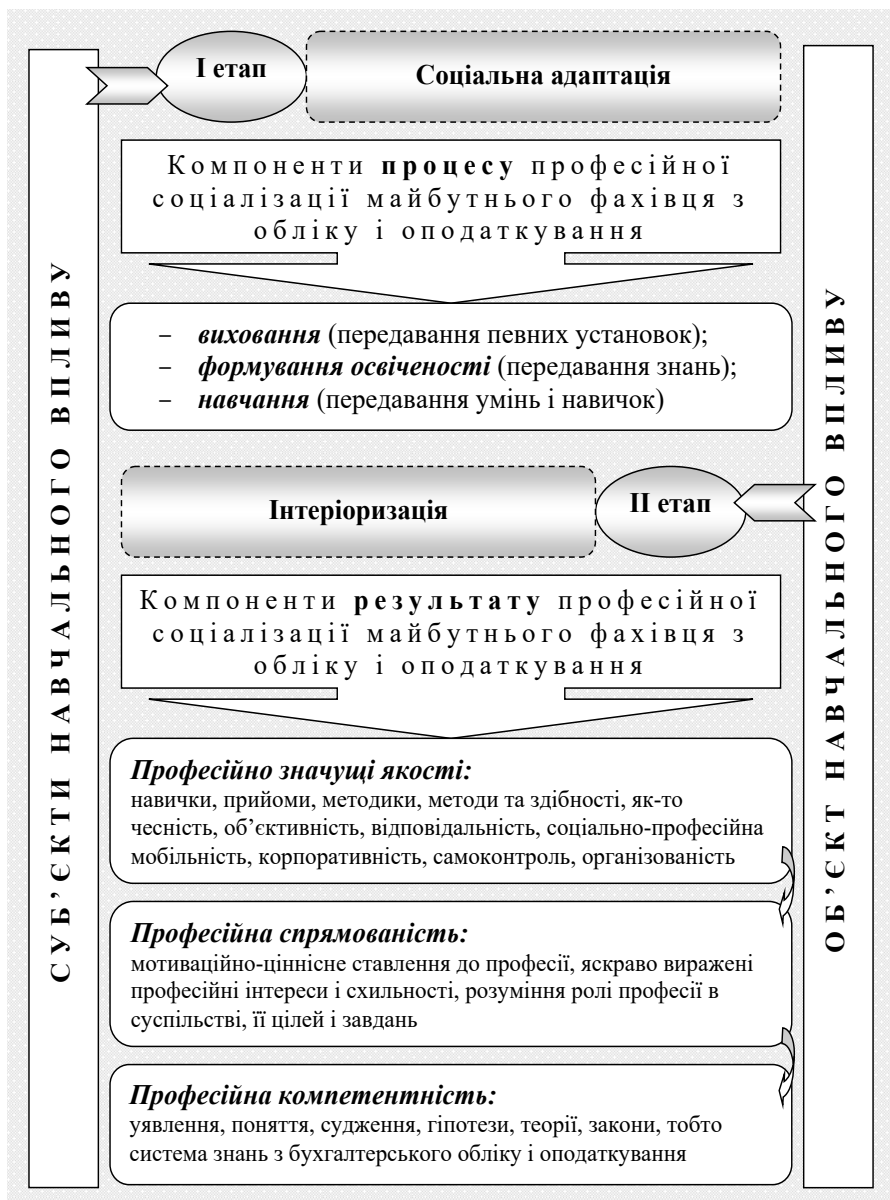 СУБ’ЄКТИ НАВЧАЛЬНОГО ВПЛИВУ
І етап
Соціальна адаптація
Компоненти процесу професійної
соціалізації майбутнього фахівця з
обліку і оподаткування
– виховання (передавання певних установок);
– формування освіченості (передавання знань);
– навчання (передавання умінь і навичок)
Інтеріоризація
ІІ етап
Компоненти результату професійної
соціалізації майбутнього фахівця з
обліку і оподаткування
Професійно значущі якості:
навички, прийоми, методики, методи та здібності, як-то
чесність, об’єктивність, відповідальність, соціально-професійна
мобільність, корпоративність, самоконтроль, організованість
Професійна спрямованість:
мотиваційно-ціннісне ставлення до професії, яскраво виражені
професійні інтереси і схильності, розуміння ролі професії в
суспільстві, її цілей і завдань
Професійна компетентність:
уявлення, поняття, судження, гіпотези, теорії, закони, тобто
система знань з бухгалтерського обліку і оподаткування
ОБ’ЄКТ НАВЧАЛЬНОГО ВПЛИВУ